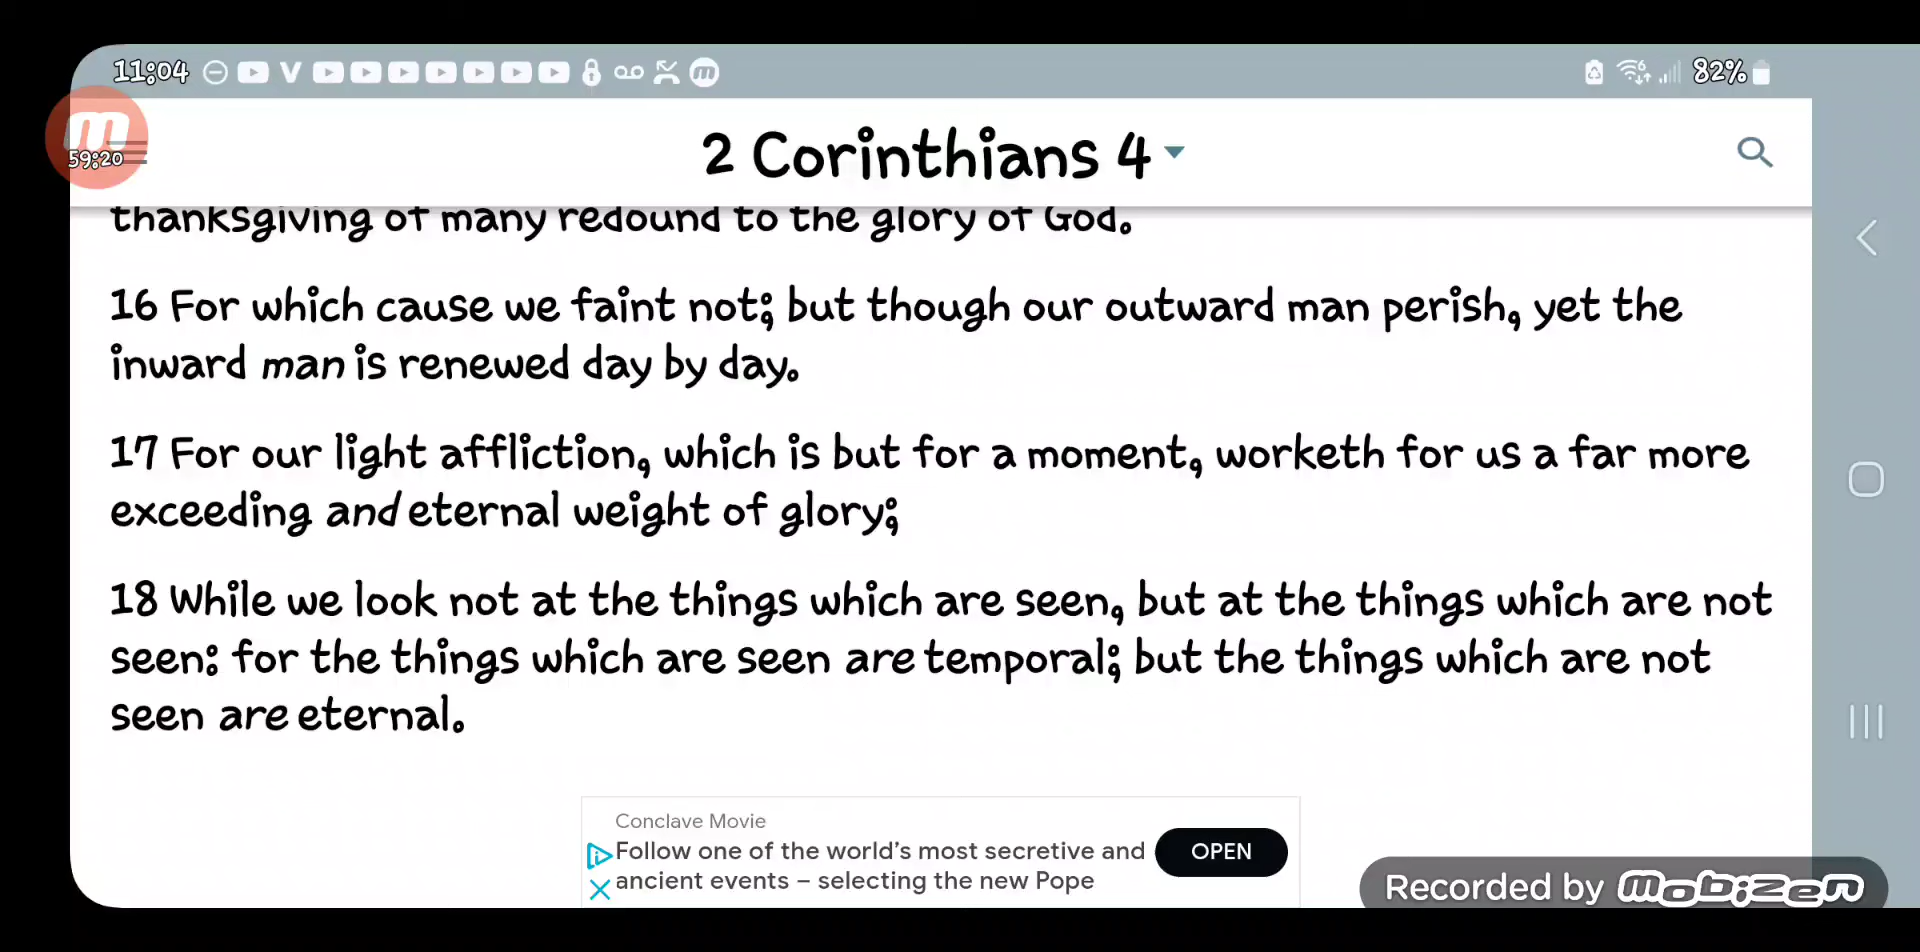 11:04
82%
59:20
2 Corinthians 4
thanksgiving of many redound to the glory of God.
16 For which cause we faint not; but though our outward man perish, yet the
inward man is renewed day by day.
17 For our light affliction, which is but for a moment, worketh for us a far more
exceeding and eternal weight of glory;
18 While we look not at the things which are seen, but at the things which are not
seen: for the things which are seen are temporal; but the things which are not
seen are eternal.
Conclave Movie
Follow one of the world's most secretive and
ancient events – selecting the new Pope
OPEN
Recorded by mobizen